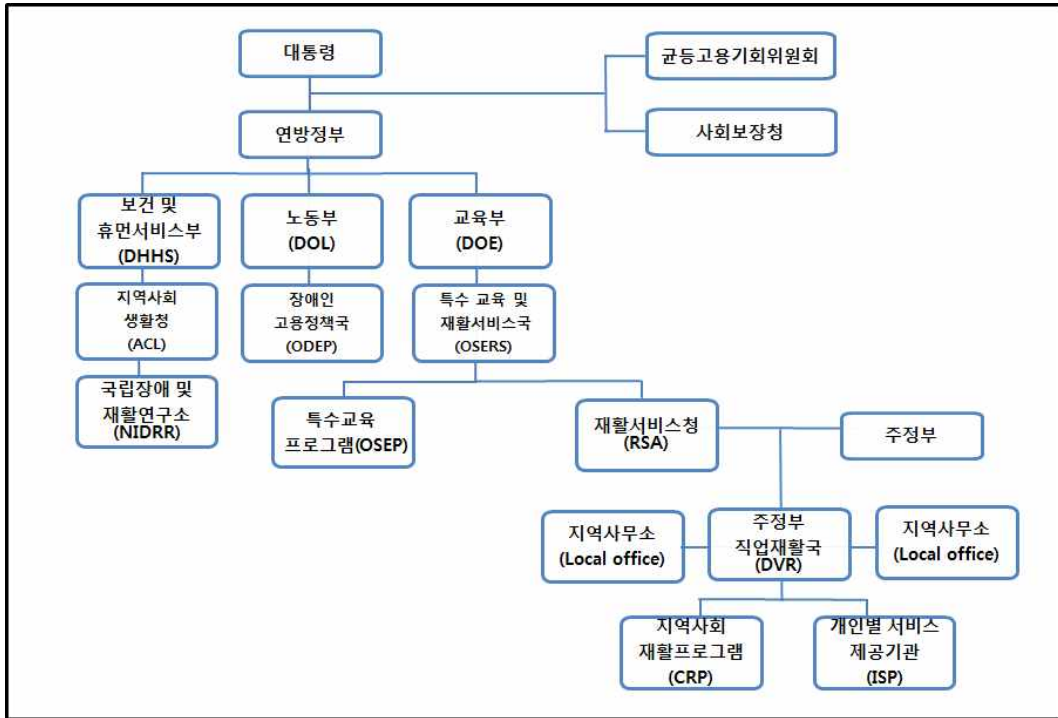 대통령
균등고용기회위원회
연방정부
사회보장청
보건 및
휴먼서비스부
(DHHS)
노동부
(DOL)
교육부
(DOE)
지역사회
생활청
(ACL)
장애인
고용정책국
(ODEP)
특수 교육 및
재활서비스국
(OSERS)
국립장애 및
재활연구소
(NIDRR)
특수교육
프로그램(OSEP)
재활서비스청
(RSA)
주정부
지역사무소
(Local office)
주정부
직업재활국
(DVR)
지역사무소
(Local office)
지역사회
재활프로그램
(CRP)
개인별 서비스
제공기관
(ISP)